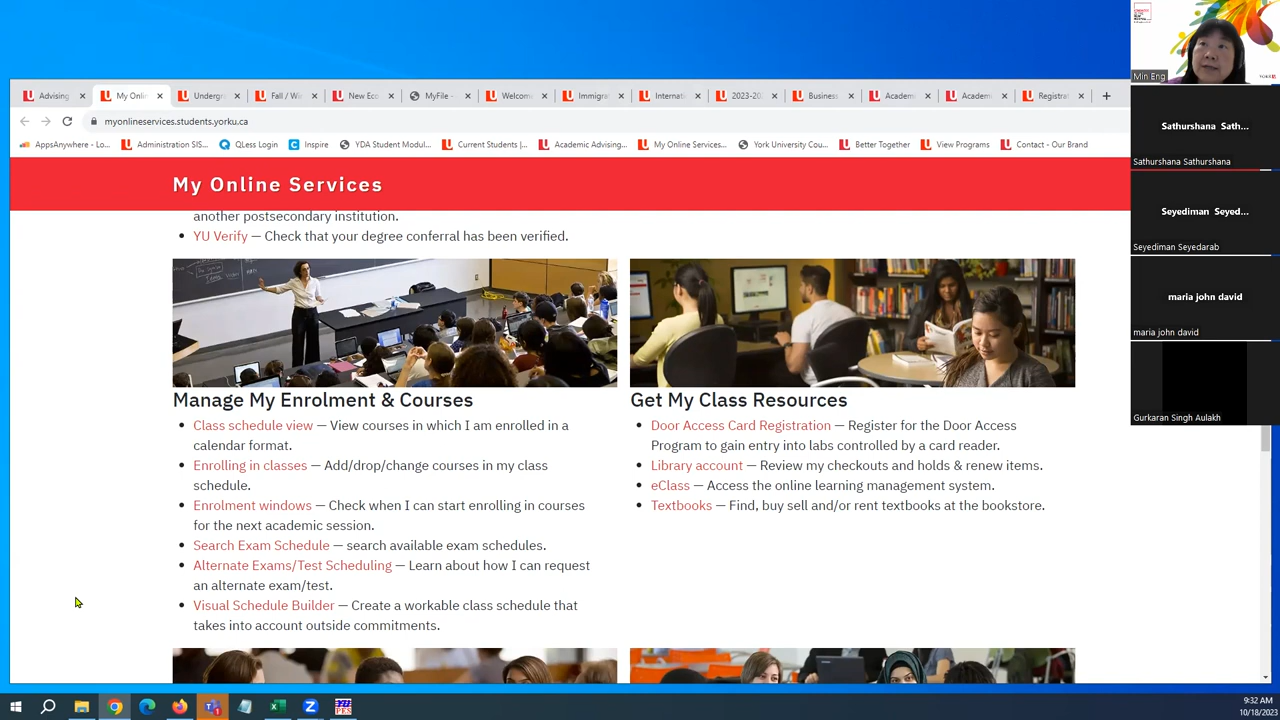 Advising
My Onli
Undergr
Fall / Wi
New Eco
MyFile -
Welcom
Immigra
Internati
2023-20
Business
Academ
Academ
Registra
myonlineservices.students.yorku.ca
AppsAnywhere - Lo...
Administration SIS...
QLess Login
Inspire
YDA Student Modul...
Current Students |...
Academic Advising...
My Online Services...
York University Cou...
Better Together
View Programs
Contact - Our Brand
My Online Services
another postsecondary institution.
• YU Verify — Check that your degree conferral has been verified.
Manage My Enrolment & Courses
• Class schedule view — View courses in which I am enrolled in a
calendar format.
• Enrolling in classes — Add/drop/change courses in my class
schedule.
• Enrolment windows — Check when I can start enrolling in courses
for the next academic session.
• Search Exam Schedule — search available exam schedules.
• Alternate Exams/Test Scheduling — Learn about how I can request
an alternate exam/test.
• Visual Schedule Builder — Create a workable class schedule that
takes into account outside commitments.
Get My Class Resources
• Door Access Card Registration — Register for the Door Access
Program to gain entry into labs controlled by a card reader.
• Library account — Review my checkouts and holds & renew items.
• eClass — Access the online learning management system.
• Textbooks — Find, buy sell and/or rent textbooks at the bookstore.
Min Eng
Sathurshana Sath...
Sathurshana Sathurshana
Seyediman Seyed...
Seyediman Seyedarab
maria john david
maria john david
Gurkaran Singh Aulakh
9:32 AM
10/18/2023